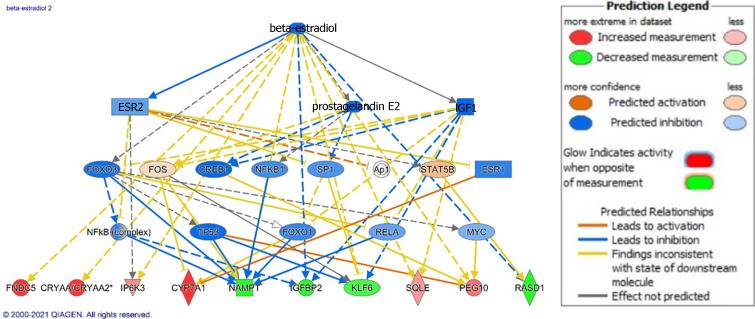 beta-estradiol 2
beta-estradiol
ESR2
prostagelandin E2
IGF1
FOXO3
FOS
CREB1
NFKB1
SP1
Ap1
STAT5B
ESR1
NFkB (complex)
TP53
FOXO1
RELA
MYC
FNDC5
CRYAA/CRYAA2*
IP6K3
CYP7A1
NAMPT
IGFBP2
KLF6
SQLE
PEG10
RASD1
© 2000-2021 QIAGEN. All rights reserved.
Prediction Legend
more extreme in dataset
less
Increased measurement
Decreased measurement
more confidence
less
Predicted activation
Predicted inhibition
Glow Indicates activity
when opposite
of measurement
Predicted Relationships
Leads to activation
Leads to inhibition
Findings inconsistent
with state of downstream
molecule
Effect not predicted